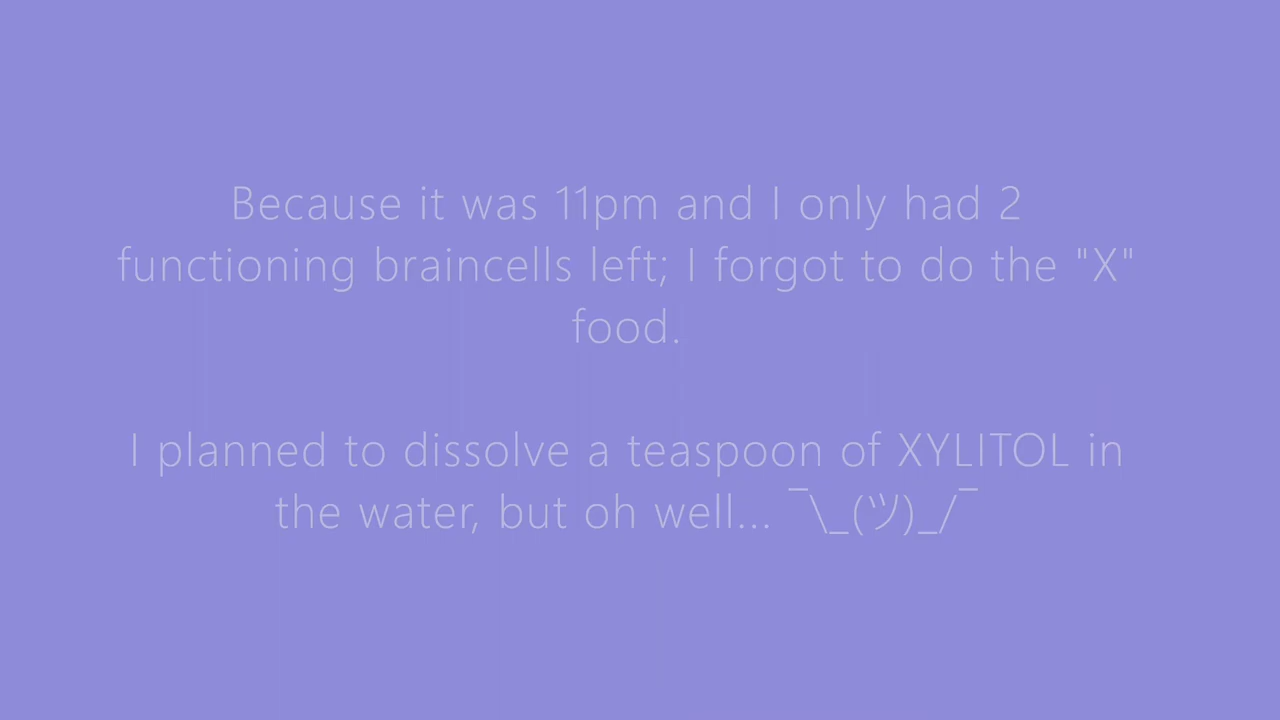 Because it was 11pm and I only had 2
functioning braincells left; I forgot to do the "X"
food.
I planned to dissolve a teaspoon of XYLITOL in
the water, but oh well... ¯\_(ツ)_/¯